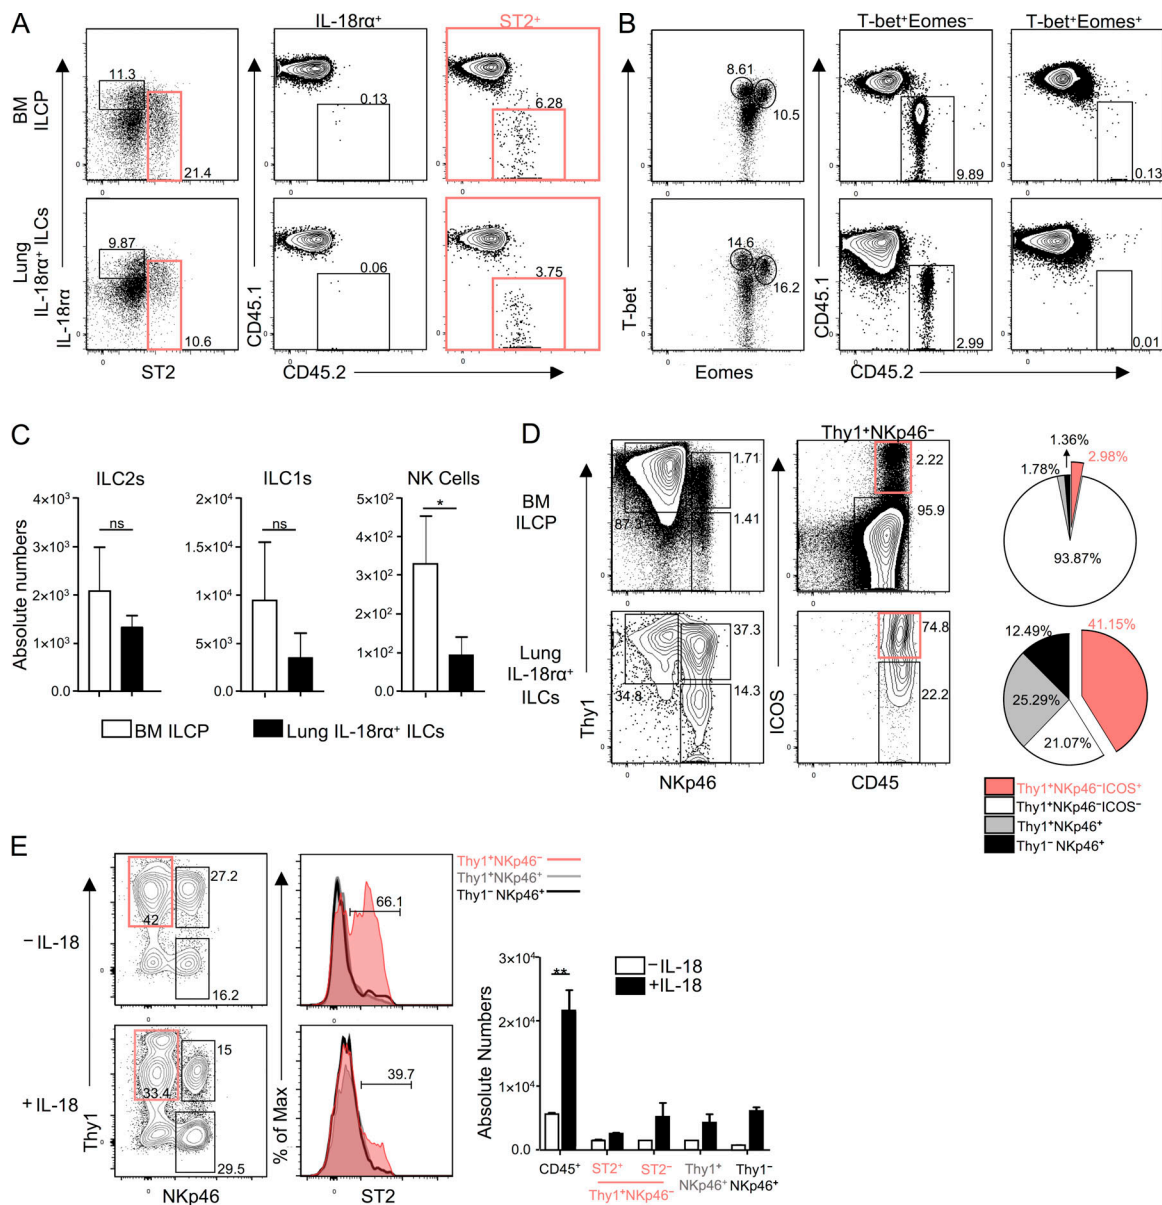 A
IL-18rα⁺
ST2⁺
BM
ILCP
11.3
21.4
0.13
6.28
Lung
IL-18rα⁺ ILCs
9.87
10.6
0.06
3.75
IL-18rα
CD45.1
ST2
CD45.2
0
B
T-bet⁺Eomes⁻
T-bet⁺Eomes⁺
8.61
10.5
9.89
0.13
14.6
16.2
2.99
0.01
T-bet
CD45.1
Eomes
CD45.2
0
C
ILC2s
ILC1s
NK Cells
Absolute numbers
4×10³
3×10³
2×10³
1×10³
0.0
ns
2×10⁴
1.5×10⁴
1×10⁴
5×10³
0.0
ns
5×10²
4×10²
3×10²
2×10²
1×10²
0.0
*
BM ILCP
Lung IL-18rα⁺ ILCs
D
Thy1⁺NKp46⁻
BM
ILCP
1.71
87.3
1.41
2.22
95.9
1.36%
1.78%
2.98%
93.87%
Lung
IL-18rα⁺
ILCs
37.3
34.8
14.3
74.8
22.2
12.49%
41.15%
25.29%
21.07%
Thy1
ICOS
NKp46
CD45
0
Thy1⁺NKp46⁻ICOS⁺
Thy1⁺NKp46⁻ICOS⁻
Thy1⁺NKp46⁺
Thy1⁻ NKp46⁺
E
−IL-18
27.2
42
16.2
66.1
Thy1⁺NKp46⁻
Thy1⁺NKp46⁺
Thy1⁻ NKp46⁺
+IL-18
15
33.4
29.5
39.7
Thy1
% of Max
NKp46
ST2
0
Absolute Numbers
3×10⁴
2×10⁴
1×10⁴
0.0
**
−IL-18
+IL-18
CD45⁺
ST2⁺
ST2⁻
Thy1⁺NKp46⁻
Thy1⁺
NKp46⁺
Thy1⁻
NKp46⁺